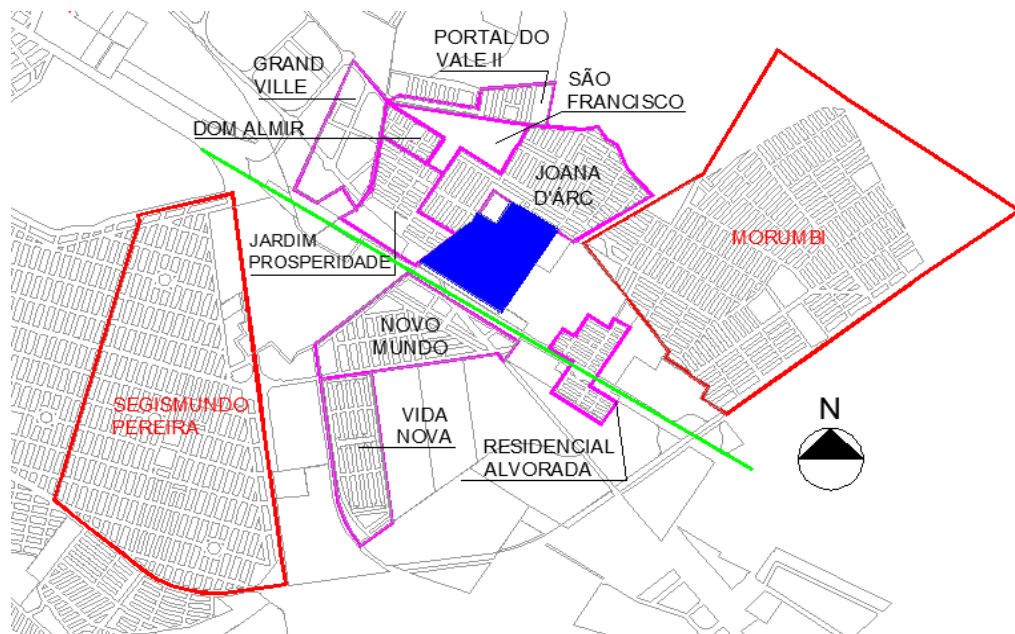 PORTAL DO
VALE II
GRAND
VILLE
SÃO
FRANCISCO
DOM ALMIR
JOANA
D'ÁRC
MORUMBI
JARDIM
PROSPERIDADE
NOVO
MUNDO
SEGISMUNDO
PEREIRA
VIDA
NOVA
RESIDENCIAL
ALVORADA
N